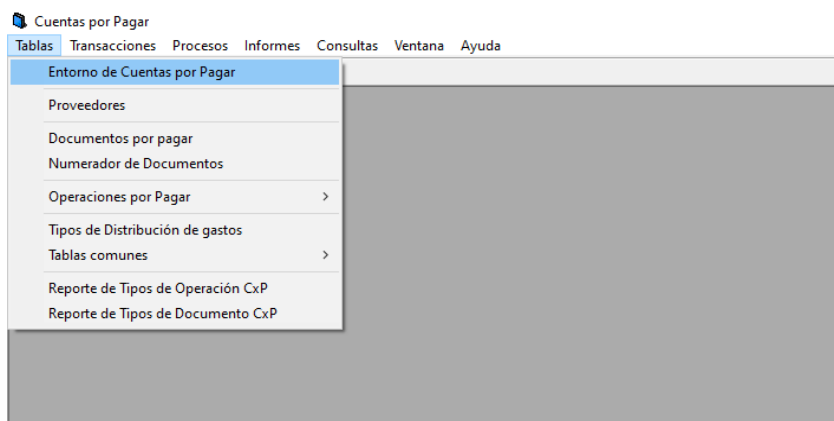 Cuentas por Pagar
Tablas Transacciones Procesos Informes Consultas Ventana Ayuda
Entorno de Cuentas por Pagar
Proveedores
Documentos por pagar
Numerador de Documentos
Operaciones por Pagar >
Tipos de Distribución de gastos
Tablas comunes >
Reporte de Tipos de Operación CxP
Reporte de Tipos de Documento CxP